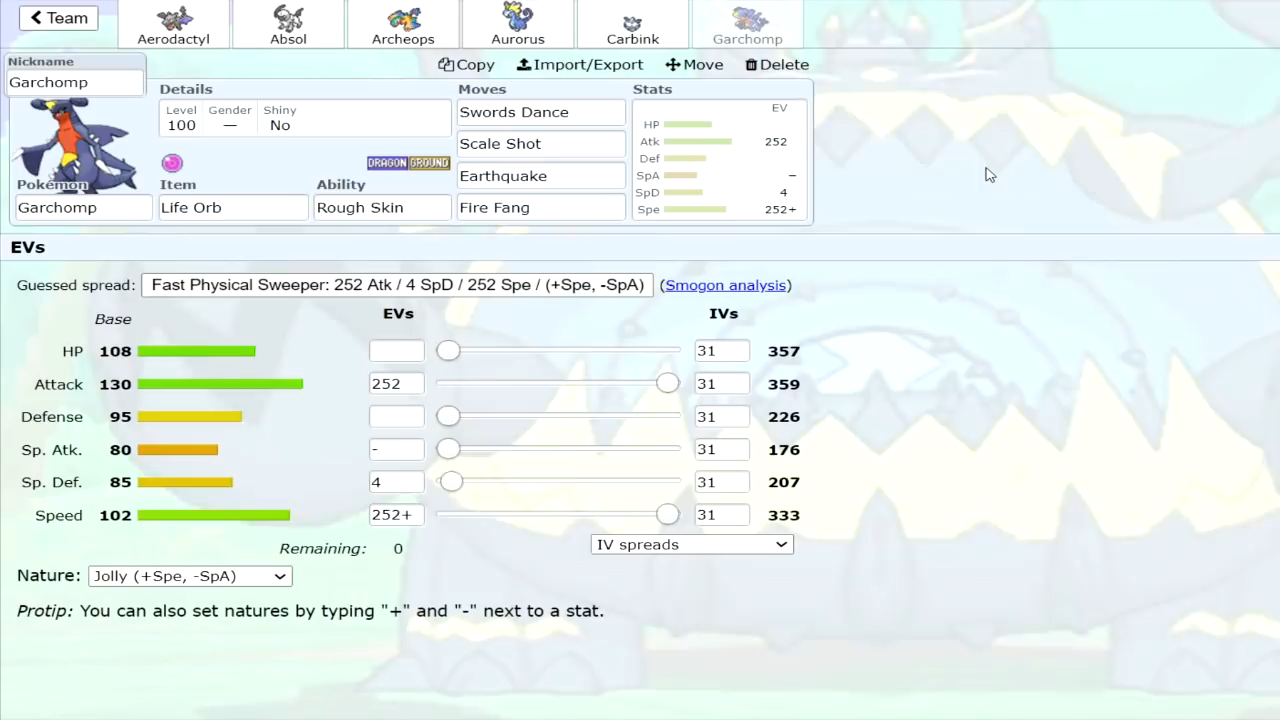 Team
Aerodactyl
Absol
Archeops
Aurorus
Carbink
Garchomp
Copy Import/Export Move Delete
Nickname
Garchomp
Details
Level Gender Shiny
100 — No
DRAGON GROUND
Pokémon
Garchomp
Item
Life Orb
Ability
Rough Skin
Moves
Swords Dance
Scale Shot
Earthquake
Fire Fang
Stats
EV
HP
Atk 252
Def
SpA −
SpD 4
Spe 252+
EVs
Guessed spread: Fast Physical Sweeper: 252 Atk / 4 SpD / 252 Spe / (+Spe, -SpA) (Smogon analysis)
Base EVs IVs
HP 108 31 357
Attack 130 252 31 359
Defense 95 31 226
Sp. Atk. 80 - 31 176
Sp. Def. 85 4 31 207
Speed 102 252+ 31 333
Remaining: 0 IV spreads
Nature: Jolly (+Spe, -SpA)
Protip: You can also set natures by typing "+" and "-" next to a stat.